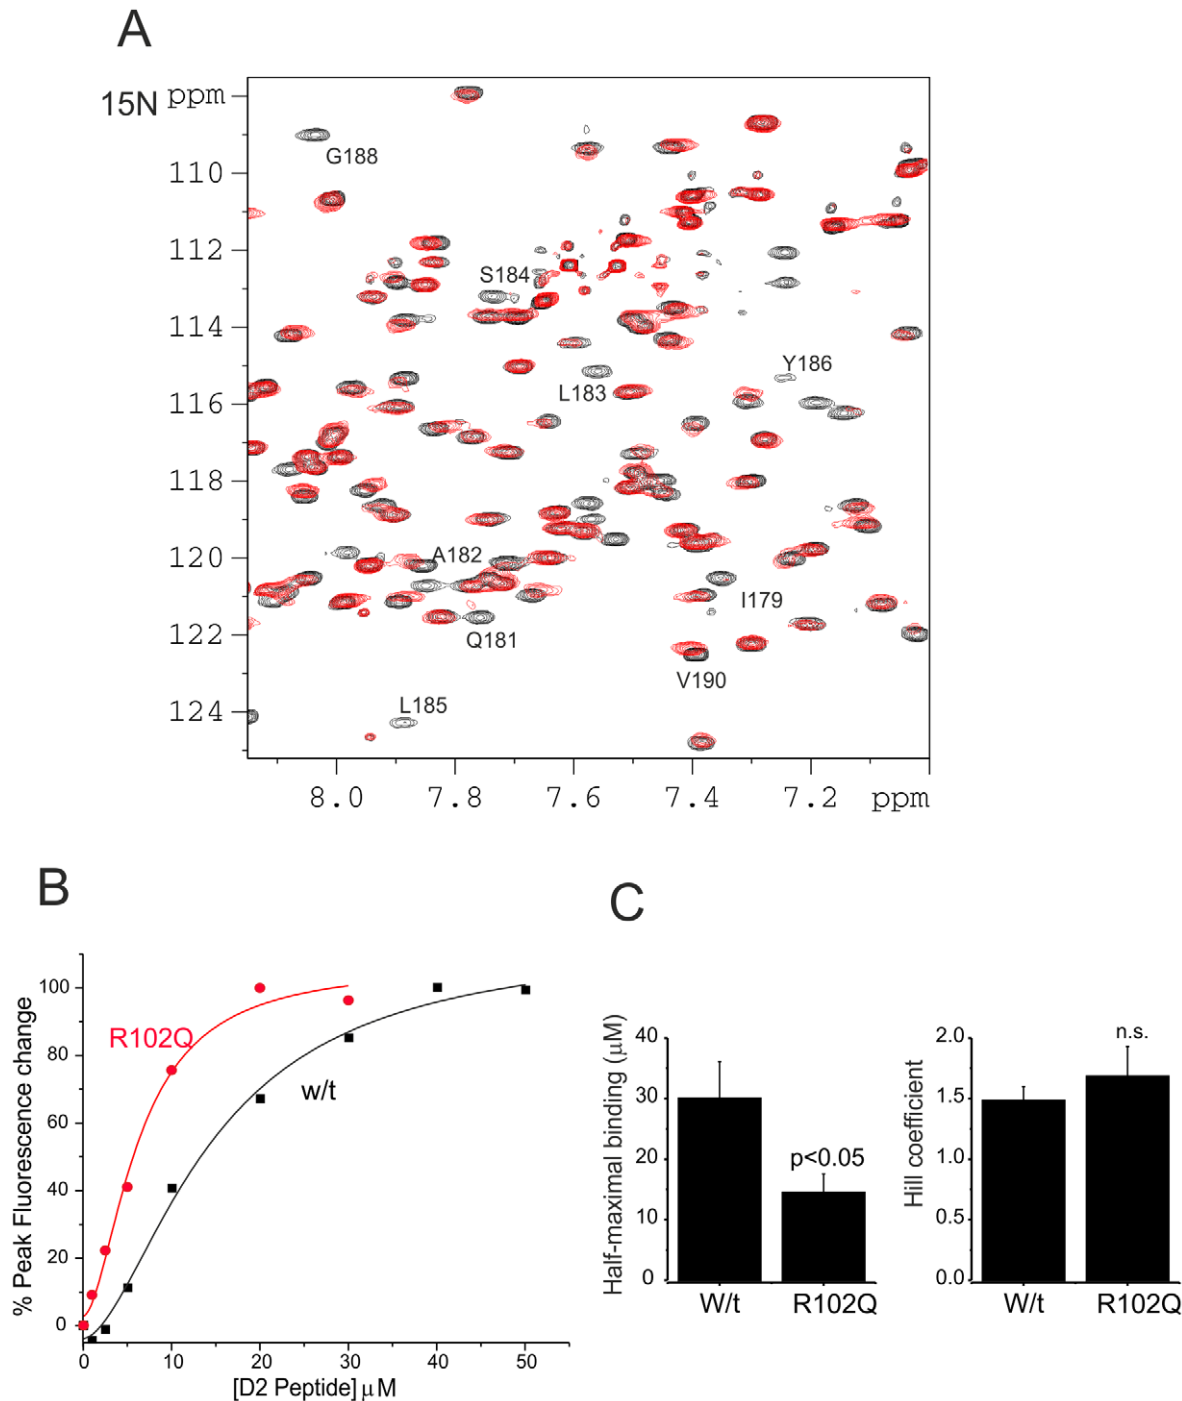 A
15N ppm
110
112
114
116
118
120
122
124
G188
S184
L183
Y186
A182
I179
Q181
V190
L185
8.0 7.8 7.6 7.4 7.2 ppm
B
% Peak Fluorescence change
100
80
60
40
20
0
R102Q
w/t
0 10 20 30 40 50
[D2 Peptide] μM
C
Half-maximal binding (μM)
40
30
20
10
0
p<0.05
W/t R102Q
Hill coefficient
2.0
1.5
1.0
0.5
0.0
n.s.
W/t R102Q